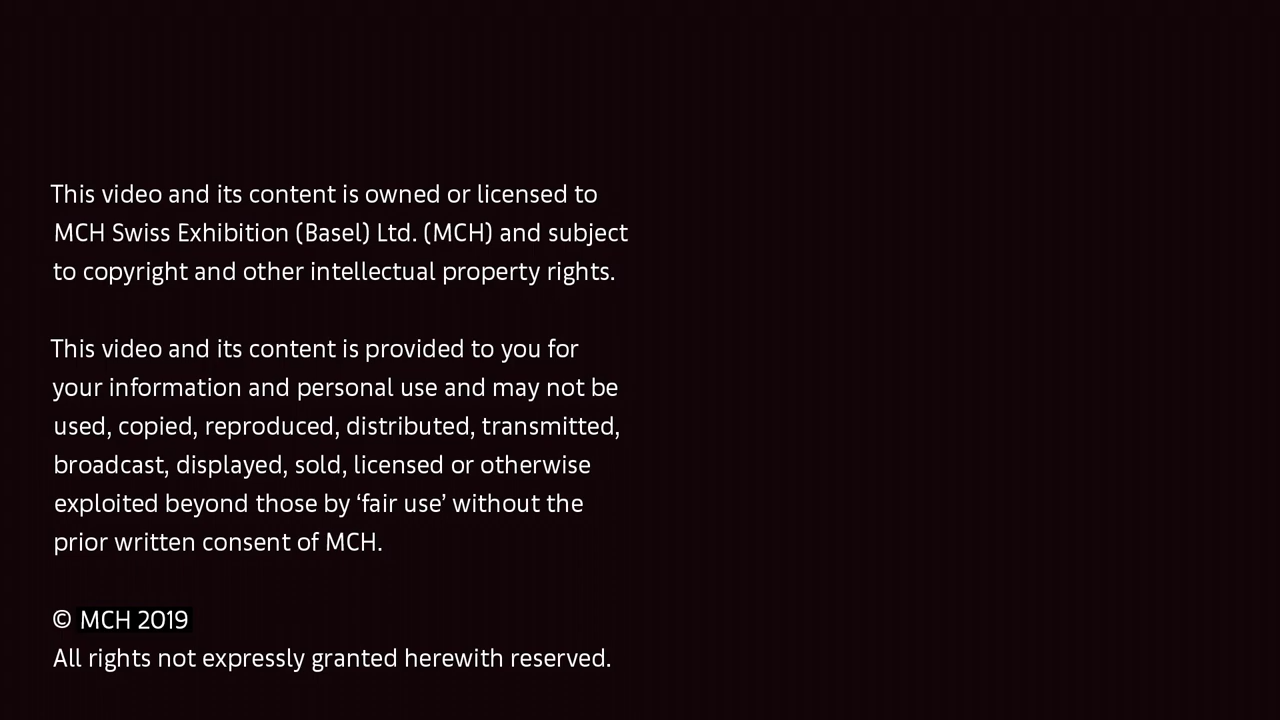 This video and its content is owned or licensed to
MCH Swiss Exhibition (Basel) Ltd. (MCH) and subject
to copyright and other intellectual property rights.
This video and its content is provided to you for
your information and personal use and may not be
used, copied, reproduced, distributed, transmitted,
broadcast, displayed, sold, licensed or otherwise
exploited beyond those by ‘fair use’ without the
prior written consent of MCH.
© MCH 2019
All rights not expressly granted herewith reserved.